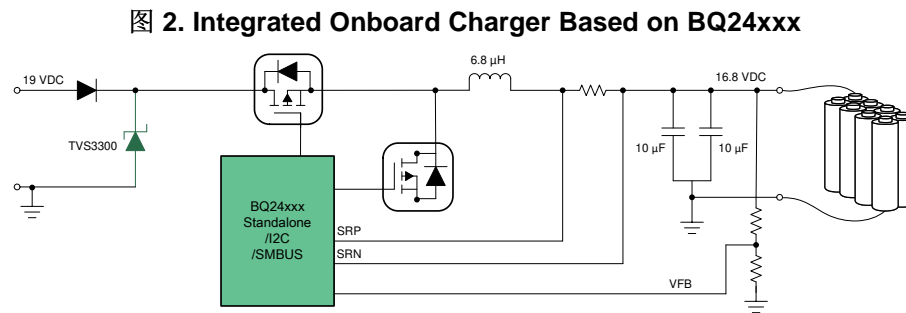 图 2. Integrated Onboard Charger Based on BQ24xxx
19 VDC
6.8 µH
16.8 VDC
TVS3300
10 µF
10 µF
BQ24xxx
Standalone
/I2C
/SMBUS
SRP
SRN
VFB